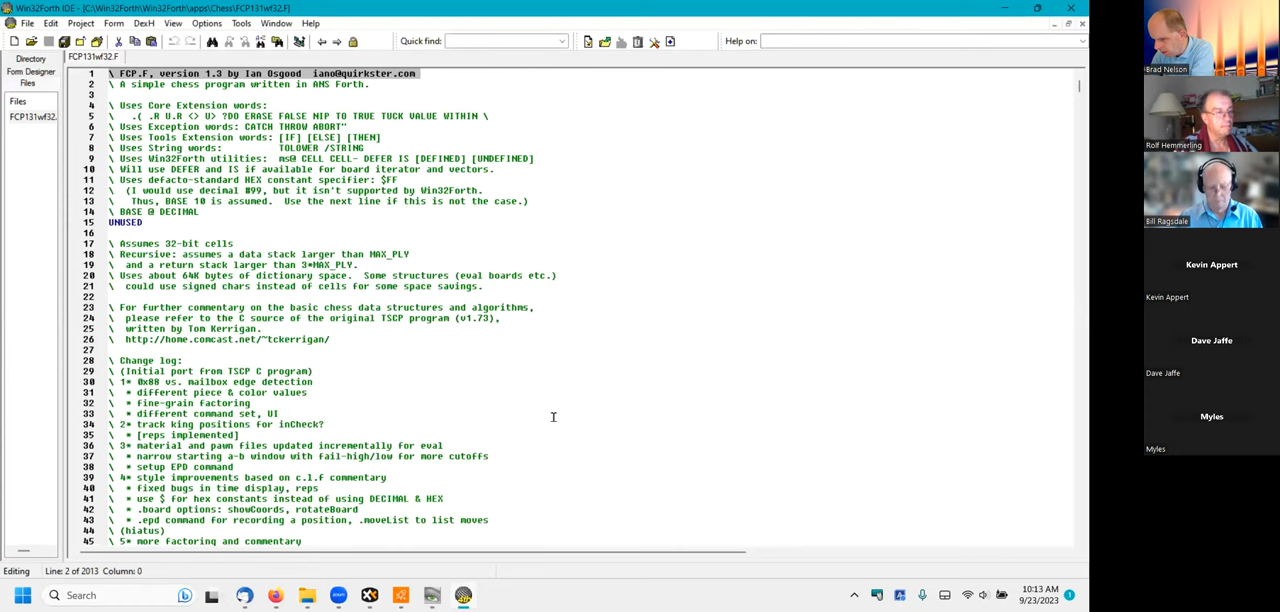 Win32Forth IDE - [C:\Win32Forth\Win32Forth\apps\Chess\FCP131wf32.F]
File Edit Project Form DexH View Options Tools Window Help
Quick find:
Help on:
Directory
Form Designer
Files
Files
FCP131wf32.
FCP131wf32.F
1 \ FCP.F, version 1.3 by Ian Osgood iano@quirkster.com
2 \ A simple chess program written in ANS Forth.
3
4 \ Uses Core Extension words:
5 \ .( .R U.R <> U> ?DO ERASE FALSE NIP TO TRUE TUCK VALUE WITHIN \
6 \ Uses Exception words: CATCH THROW ABORT"
7 \ Uses Tools Extension words: [IF] [ELSE] [THEN]
8 \ Uses String words: TOLOWER /STRING
9 \ Uses Win32Forth utilities: ms@ CELL CELL- DEFER IS [DEFINED] [UNDEFINED]
10 \ Will use DEFER and IS if available for board iterator and vectors.
11 \ Uses defacto-standard HEX constant specifier: $FF
12 \ (I would use decimal #99, but it isn't supported by Win32Forth.
13 \ Thus, BASE 10 is assumed. Use the next line if this is not the case.)
14 \ BASE @ DECIMAL
15 UNUSED
16
17 \ Assumes 32-bit cells
18 \ Recursive: assumes a data stack larger than MAX_PLY
19 \ and a return stack larger than 3*MAX_PLY.
20 \ Uses about 64K bytes of dictionary space. Some structures (eval boards etc.)
21 \ could use signed chars instead of cells for some space savings.
22
23 \ For further commentary on the basic chess data structures and algorithms,
24 \ please refer to the C source of the original TSCP program (v1.73),
25 \ written by Tom Kerrigan.
26 \ http://home.comcast.net/~tckerrigan/
27
28 \ Change log:
29 \ (Initial port from TSCP C program)
30 \ 1* 0x88 vs. mailbox edge detection
31 \ * different piece & color values
32 \ * fine-grain factoring
33 \ * different command set, UI
34 \ 2* track king positions for inCheck?
35 \ * [reps implemented]
36 \ 3* material and pawn files updated incrementally for eval
37 \ * narrow starting a-b window with fail-high/low for more cutoffs
38 \ * setup EPD command
39 \ 4* style improvements based on c.l.f commentary
40 \ * fixed bugs in time display, reps
41 \ * use $ for hex constants instead of using DECIMAL & HEX
42 \ * .board options: showCoords, rotateBoard
43 \ * .epd command for recording a position, .moveList to list moves
44 \ (hiatus)
45 \ 5* more factoring and commentary
Editing Line: 2 of 2013 Column: 0
Search
10:13 AM
9/23/2023
1
Brad Nelson
Rolf Hemmerling
Bill Ragsdale
Kevin Appert
Kevin Appert
Dave Jaffe
Dave Jaffe
Myles
Myles